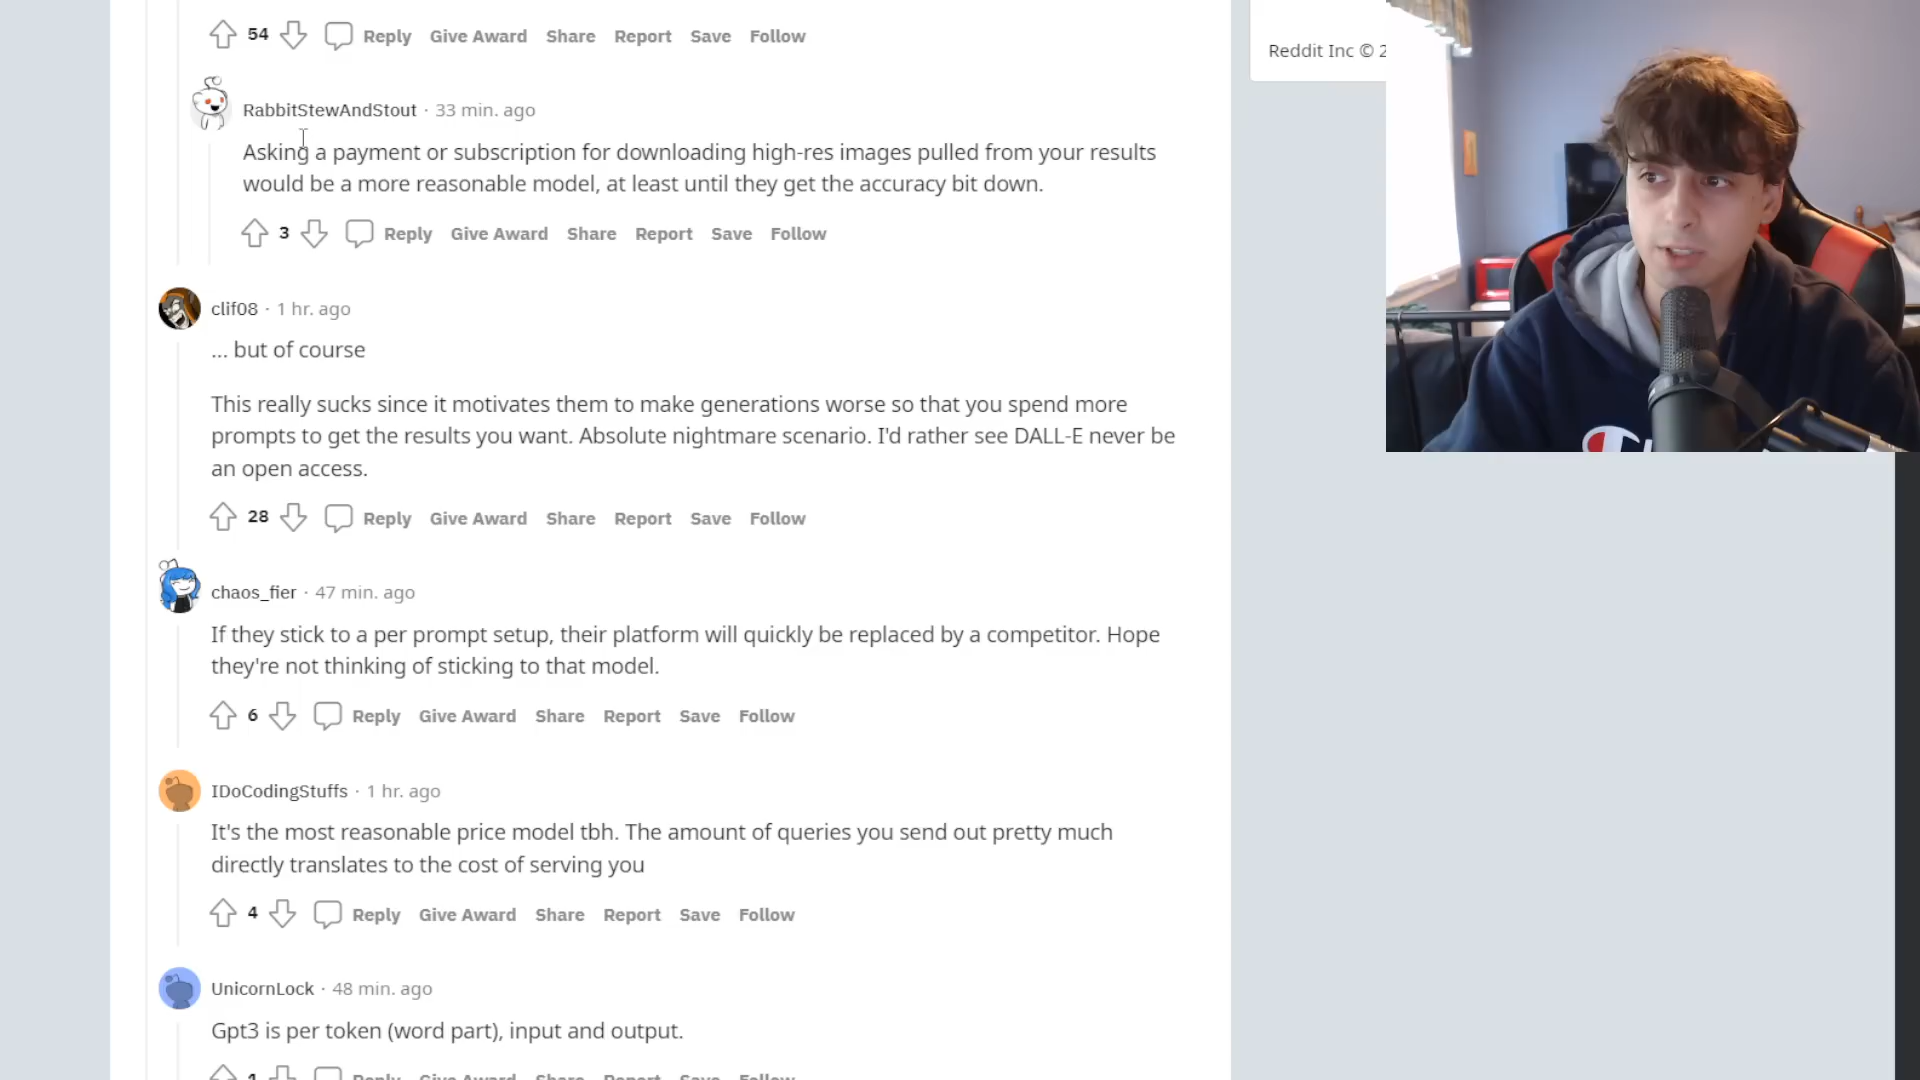 54 Reply Give Award Share Report Save Follow
Reddit Inc © 2
RabbitStewAndStout · 33 min. ago
Asking a payment or subscription for downloading high-res images pulled from your results
would be a more reasonable model, at least until they get the accuracy bit down.
3 Reply Give Award Share Report Save Follow
clif08 · 1 hr. ago
... but of course
This really sucks since it motivates them to make generations worse so that you spend more
prompts to get the results you want. Absolute nightmare scenario. I'd rather see DALL-E never be
an open access.
28 Reply Give Award Share Report Save Follow
chaos_fier · 47 min. ago
If they stick to a per prompt setup, their platform will quickly be replaced by a competitor. Hope
they're not thinking of sticking to that model.
6 Reply Give Award Share Report Save Follow
IDoCodingStuffs · 1 hr. ago
It's the most reasonable price model tbh. The amount of queries you send out pretty much
directly translates to the cost of serving you
4 Reply Give Award Share Report Save Follow
UnicornLock · 48 min. ago
Gpt3 is per token (word part), input and output.
1 Reply Give Award Share Report Save Follow